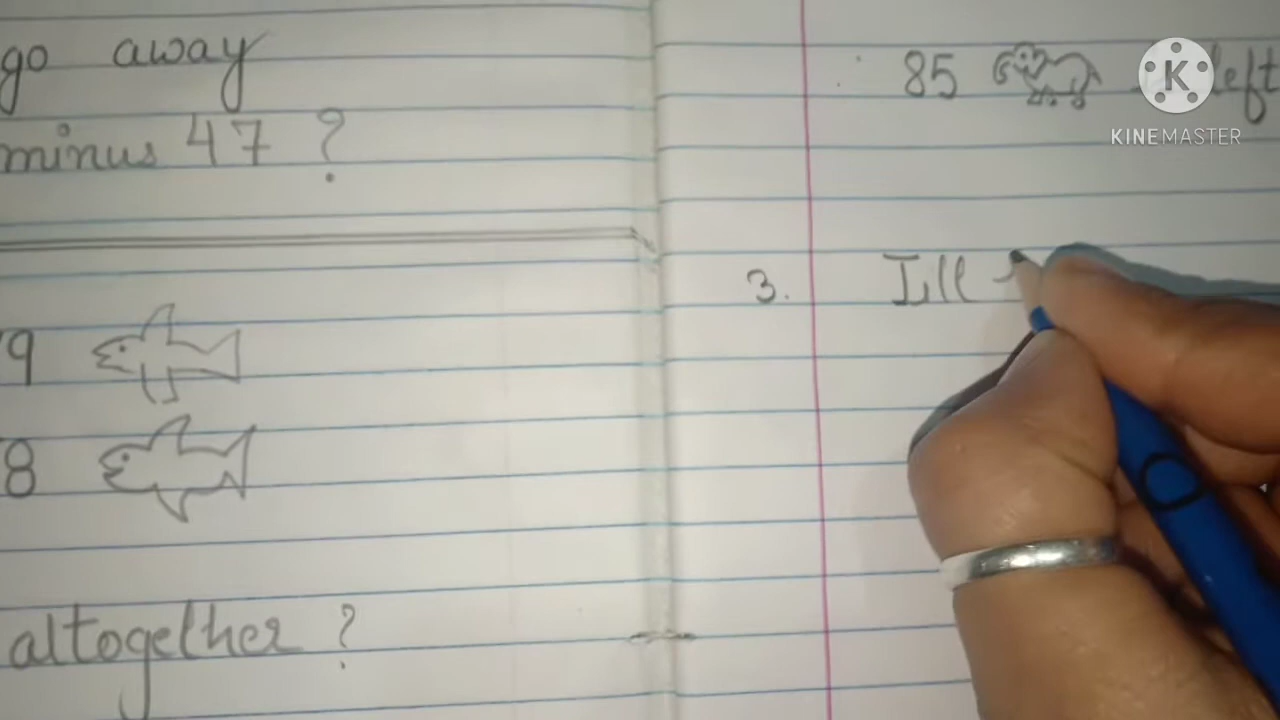 go away
minus 47 ?
9
8
altogether ?
85 left
3. Ill
K
KINEMASTER